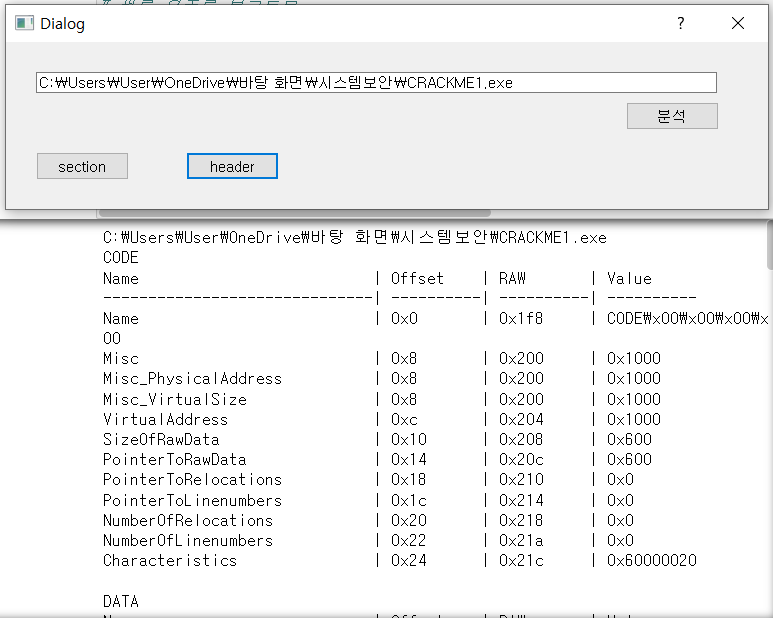 Dialog
?
C:₩Users₩User₩OneDrive₩바탕 화면₩시스템보안₩CRACKME1.exe
분석
section header
C:₩Users₩User₩OneDrive₩바탕 화면₩시스템보안₩CRACKME1.exe
CODE
Name | Offset | RAW | Value
------------------------------| ----------| ----------| ----------
Name | 0x0 | 0x1f8 | CODE₩x00₩x00₩x00₩x
00
Misc | 0x8 | 0x200 | 0x1000
Misc_PhysicalAddress | 0x8 | 0x200 | 0x1000
Misc_VirtualSize | 0x8 | 0x200 | 0x1000
VirtualAddress | 0xc | 0x204 | 0x1000
SizeOfRawData | 0x10 | 0x208 | 0x600
PointerToRawData | 0x14 | 0x20c | 0x600
PointerToRelocations | 0x18 | 0x210 | 0x0
PointerToLinenumbers | 0x1c | 0x214 | 0x0
NumberOfRelocations | 0x20 | 0x218 | 0x0
NumberOfLinenumbers | 0x22 | 0x21a | 0x0
Characteristics | 0x24 | 0x21c | 0x60000020
DATA